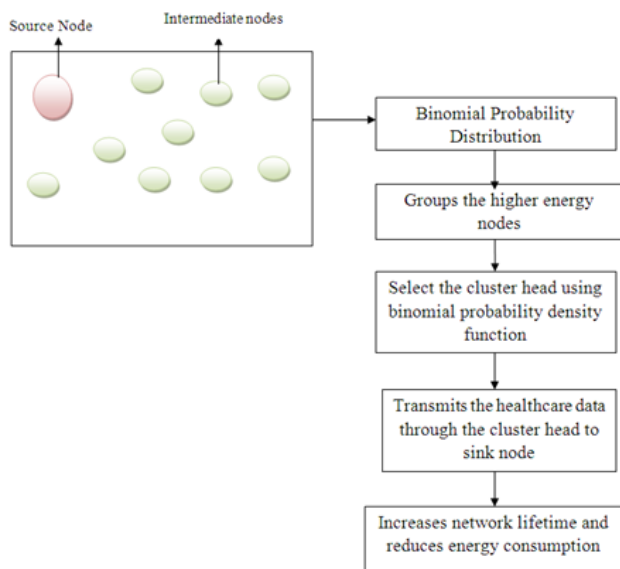 Source Node
Intermediate nodes
Binomial Probability
Distribution
Groups the higher energy
nodes
Select the cluster head using
binomial probability density
function
Transmits the healthcare data
through the cluster head to
sink node
Increases network lifetime and
reduces energy consumption